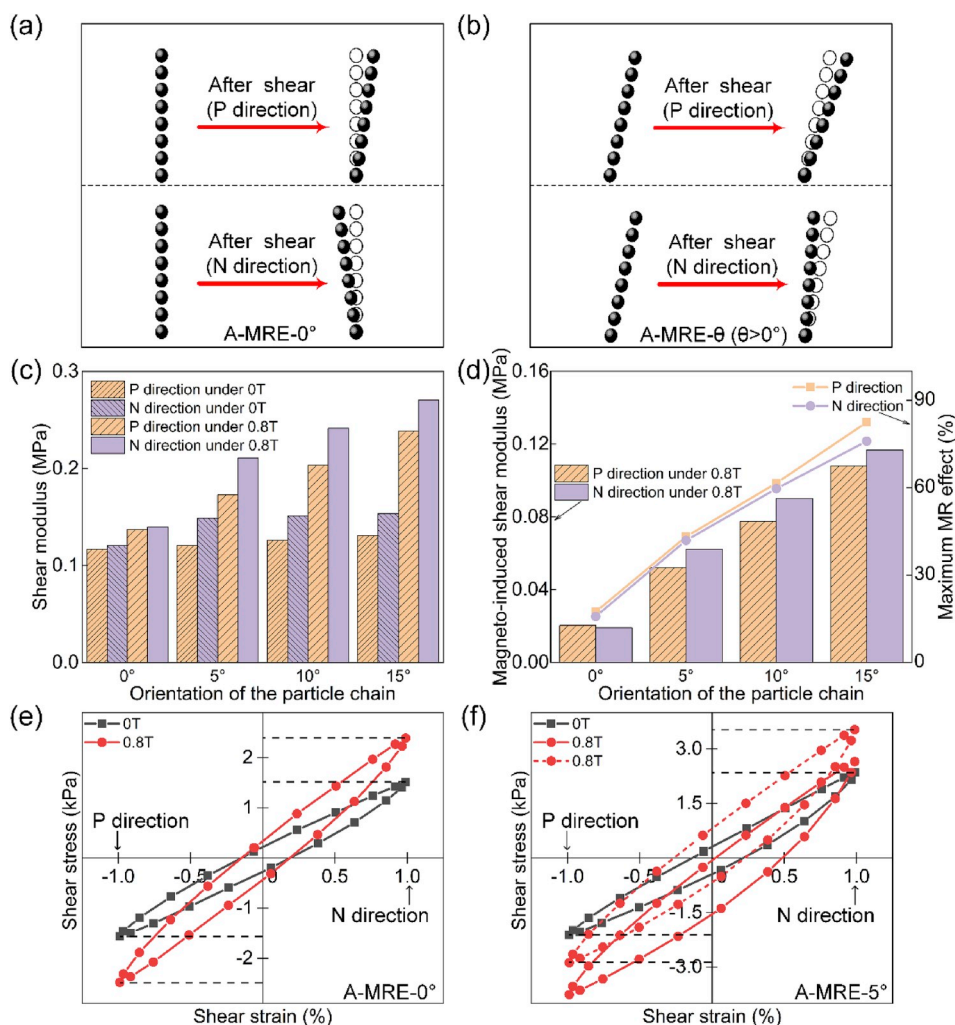 (a)
After shear
(P direction)
After shear
(N direction)
A-MRE-0°
(b)
After shear
(P direction)
After shear
(N direction)
A-MRE-θ (θ>0°)
(c)
Shear modulus (MPa)
0.3
0.2
0.1
0.0
P direction under 0T
N direction under 0T
P direction under 0.8T
N direction under 0.8T
0° 5° 10° 15°
Orientation of the particle chain
(d)
Magneto-induced shear modulus (MPa)
0.16
0.12
0.08
0.04
0.00
P direction
N direction
P direction under 0.8T
N direction under 0.8T
90
60
30
0
Maximum MR effect (%)
0° 5° 10° 15°
Orientation of the particle chain
(e)
Shear stress (kPa)
0T
0.8T
2
1
P direction
-1.0 -0.5 0.5 1.0
-1
-2
N direction
A-MRE-0°
Shear strain (%)
(f)
Shear stress (kPa)
0T
0.8T
0.8T
3.0
1.5
P direction
-1.0 -0.5 0.5 1.0
-1.5
-3.0
N direction
A-MRE-5°
Shear strain (%)